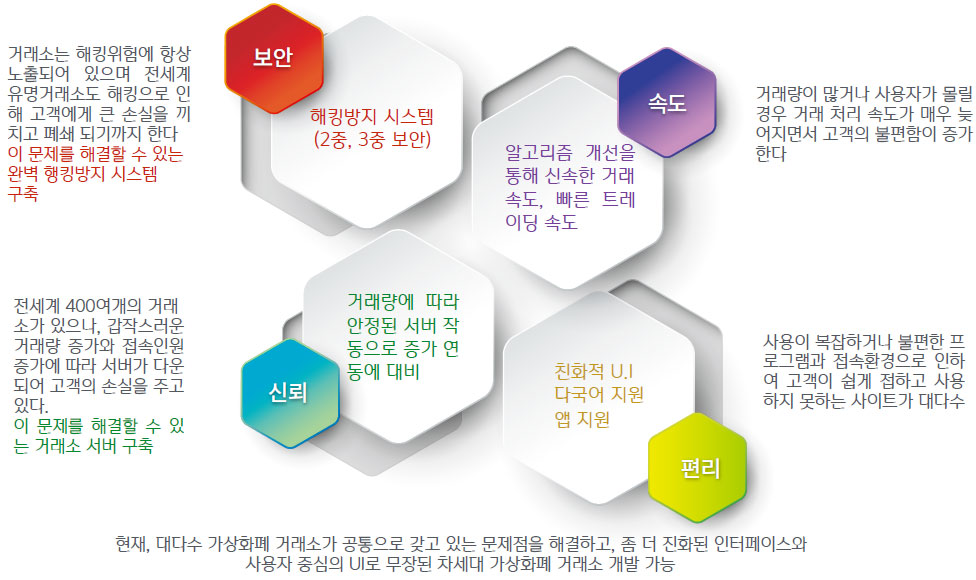 보안
거래소는 해킹위험에 항상
노출되어 있으며 전세계
유명거래소도 해킹으로 인
해 고객에게 큰 손실을 끼
치고 폐쇄 되기까지 한다
이 문제를 해결할 수 있는
완벽 행킹방지 시스템
구축
해킹방지 시스템
(2중, 3중 보안)
속도
알고리즘 개선을
통해 신속한 거래
속도, 빠른 트레
이딩 속도
거래량이 많거나 사용자가 몰릴
경우 거래 처리 속도가 매우 늦
어지면서 고객의 불편함이 증가
한다
전세계 400여개의 거래
소가 있으나, 갑작스러운
거래량 증가와 접속인원
증가에 따라 서버가 다운
되어 고객의 손실을 주고
있다.
이 문제를 해결할 수 있
는 거래소 서버 구축
신뢰
거래량에 따라
안정된 서버 작
동으로 증가 연
동에 대비
친화적 U.I
다국어 지원
앱 지원
편리
사용이 복잡하거나 불편한 프
로그램과 접속환경으로 인하
여 고객이 쉽게 접하고 사용
하지 못하는 사이트가 대다수
현재, 대다수 가상화폐 거래소가 공통으로 갖고 있는 문제점을 해결하고, 좀 더 진화된 인터페이스와
사용자 중심의 UI로 무장된 차세대 가상화폐 거래소 개발 가능